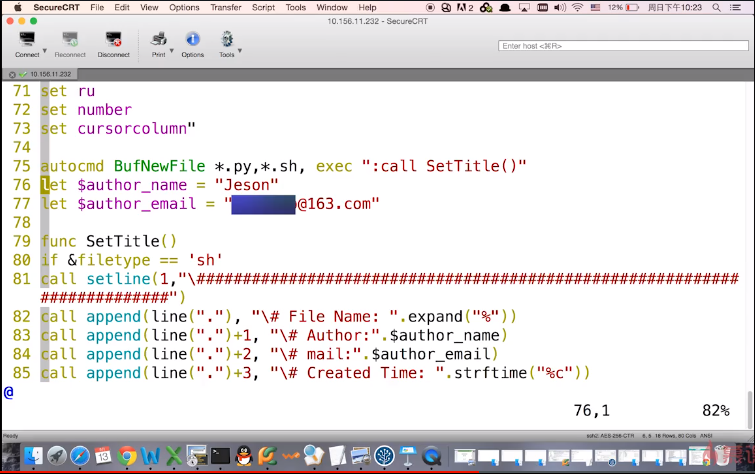 SecureCRT File Edit View Options Transfer Script Tools Window Help 2 12% 周日下午10:23
10.156.11.232 - SecureCRT
Connect Reconnect Disconnect Print Options Tools
Enter host <⌘R>
10.156.11.232
71 set ru
72 set number
73 set cursorcolumn"
74
75 autocmd BufNewFile *.py,*.sh, exec ":call SetTitle()"
76 let $author_name = "Jeson"
77 let $author_email = "@163.com"
78
79 func SetTitle()
80 if &filetype == 'sh'
81 call setline(1,"\###########################################################
##############")
82 call append(line("."), "\# File Name: ".expand("%"))
83 call append(line(".")+1, "\# Author:".$author_name)
84 call append(line(".")+2, "\# mail:".$author_email)
85 call append(line(".")+3, "\# Created Time: ".strftime("%c"))
@
76,1 82%
Ready ssh2: AES-256-CTR 6, 6 18 Rows, 80 Cols ANSI
13